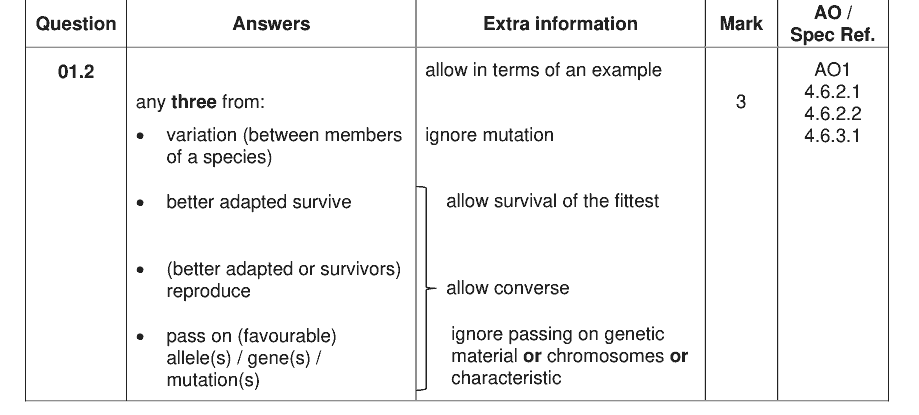 Question Answers Extra information Mark AO /
Spec Ref.
01.2 allow in terms of an example AO1
any three from: 3 4.6.2.1
4.6.2.2
• variation (between members ignore mutation 4.6.3.1
of a species)
• better adapted survive allow survival of the fittest
• (better adapted or survivors)
reproduce allow converse
• pass on (favourable) ignore passing on genetic
allele(s) / gene(s) / material or chromosomes or
mutation(s) characteristic